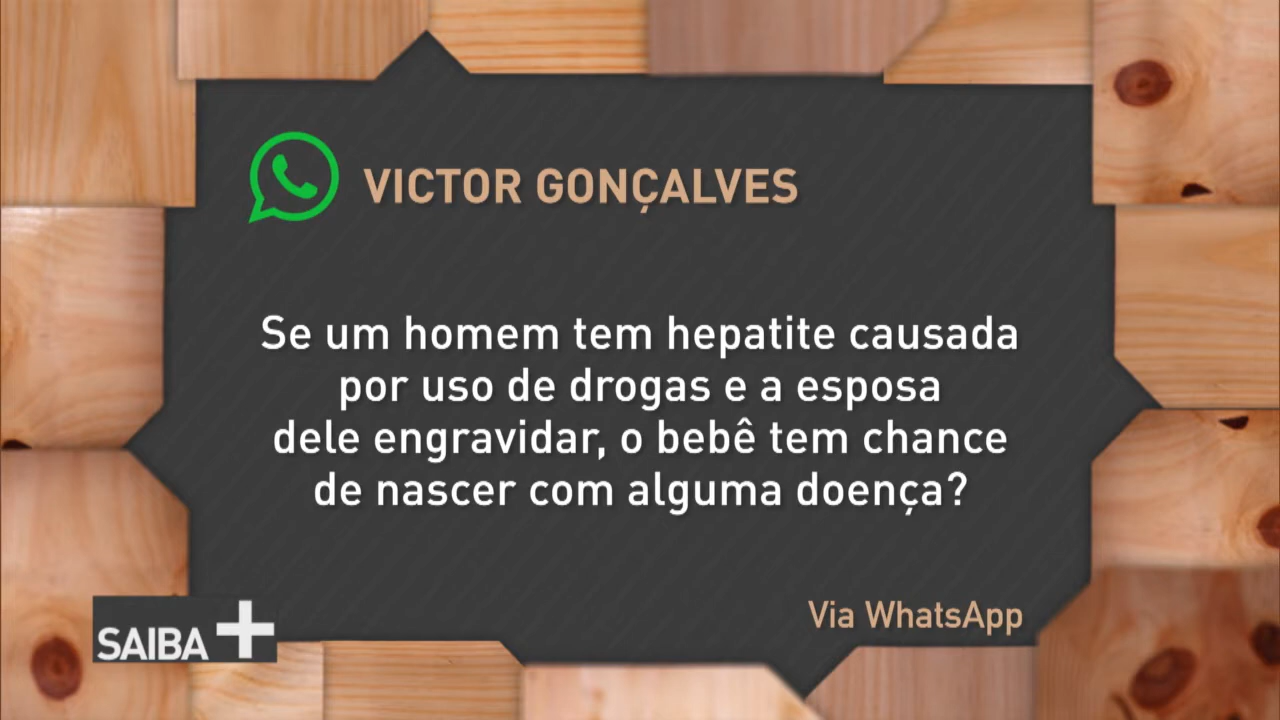 VICTOR GONÇALVES
Se um homem tem hepatite causada
por uso de drogas e a esposa
dele engravidar, o bebê tem chance
de nascer com alguma doença?
Via WhatsApp
SAIBA+